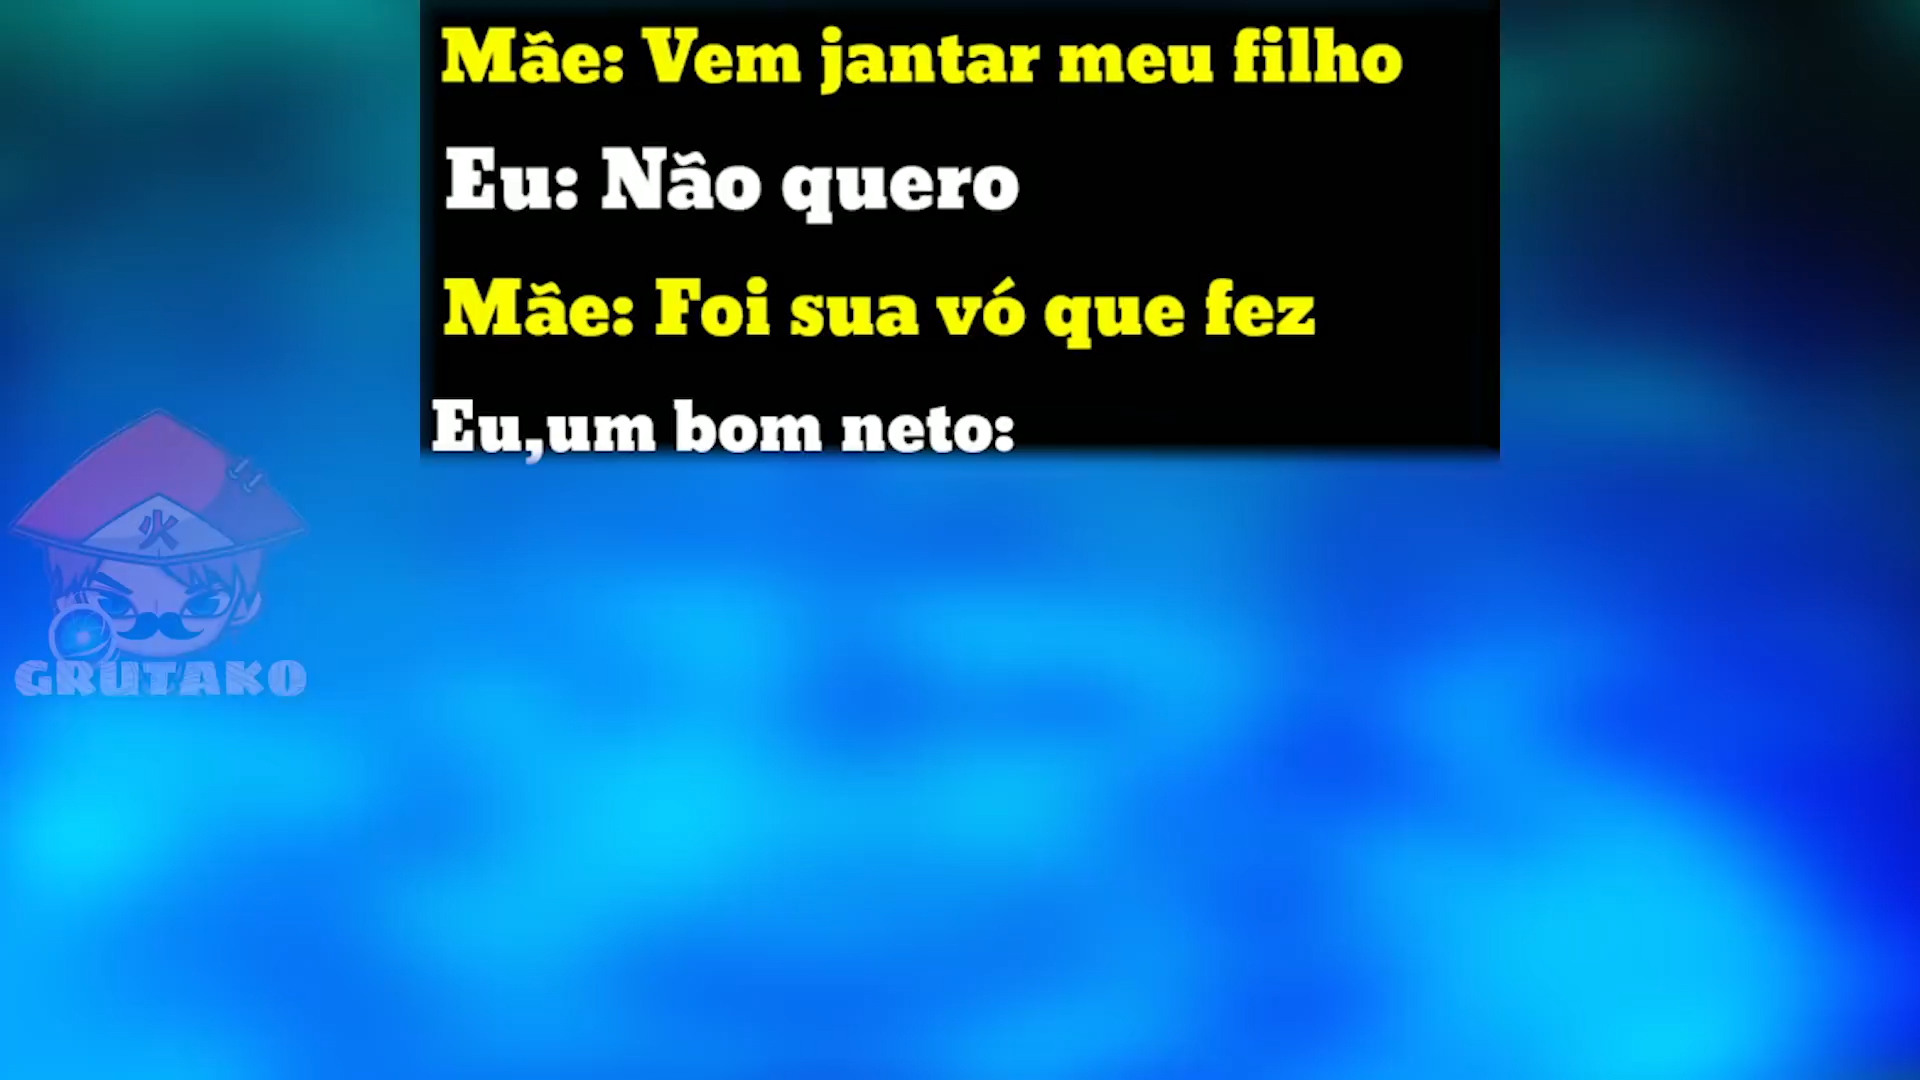 Mãe: Vem jantar meu filho
Eu: Não quero
Mãe: Foi sua vó que fez
Eu,um bom neto:
火
GRUTAKO